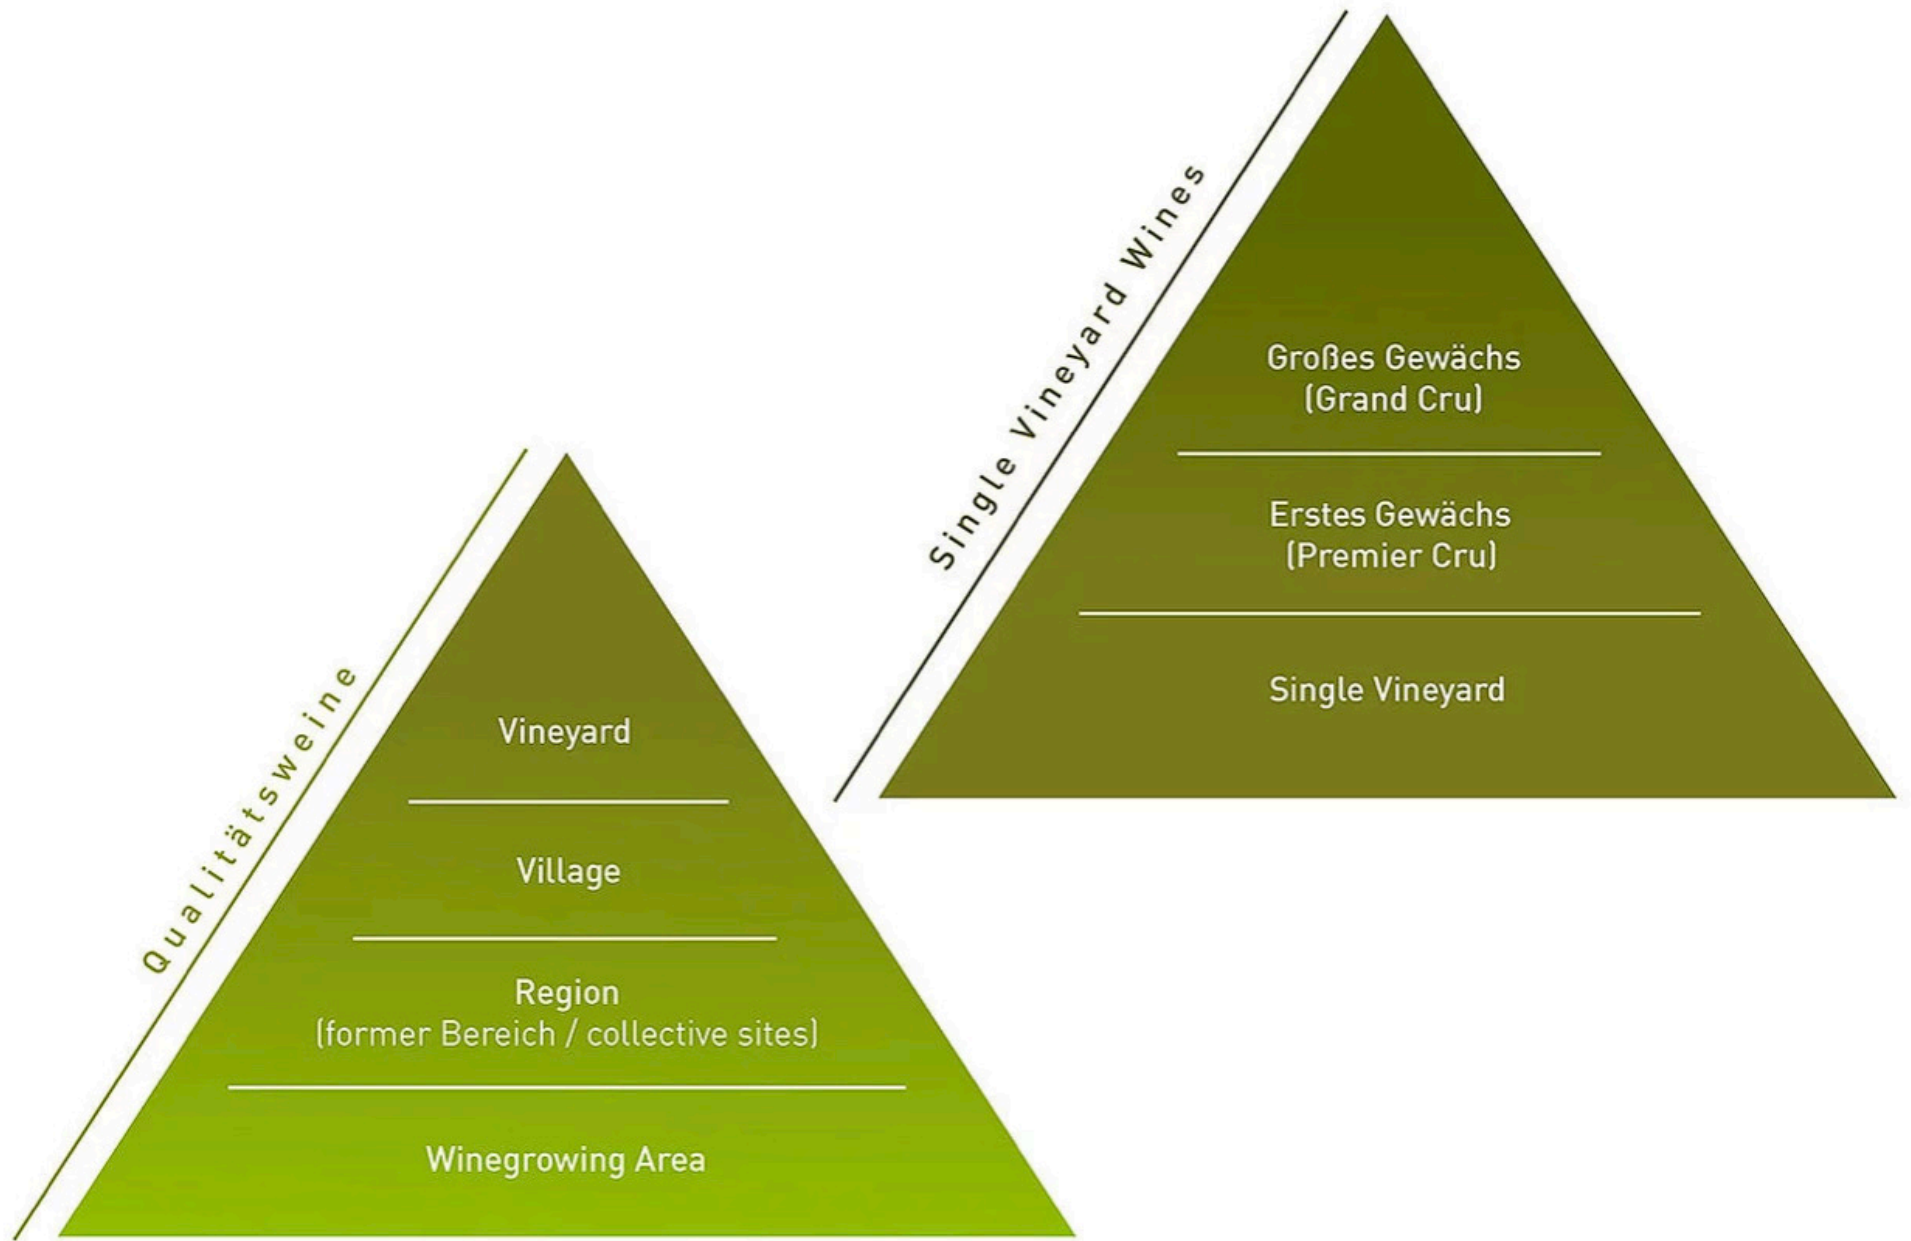 Qualitätsweine
Vineyard
Village
Region
(former Bereich / collective sites)
Winegrowing Area
Single Vineyard Wines
Großes Gewächs
(Grand Cru)
Erstes Gewächs
(Premier Cru)
Single Vineyard